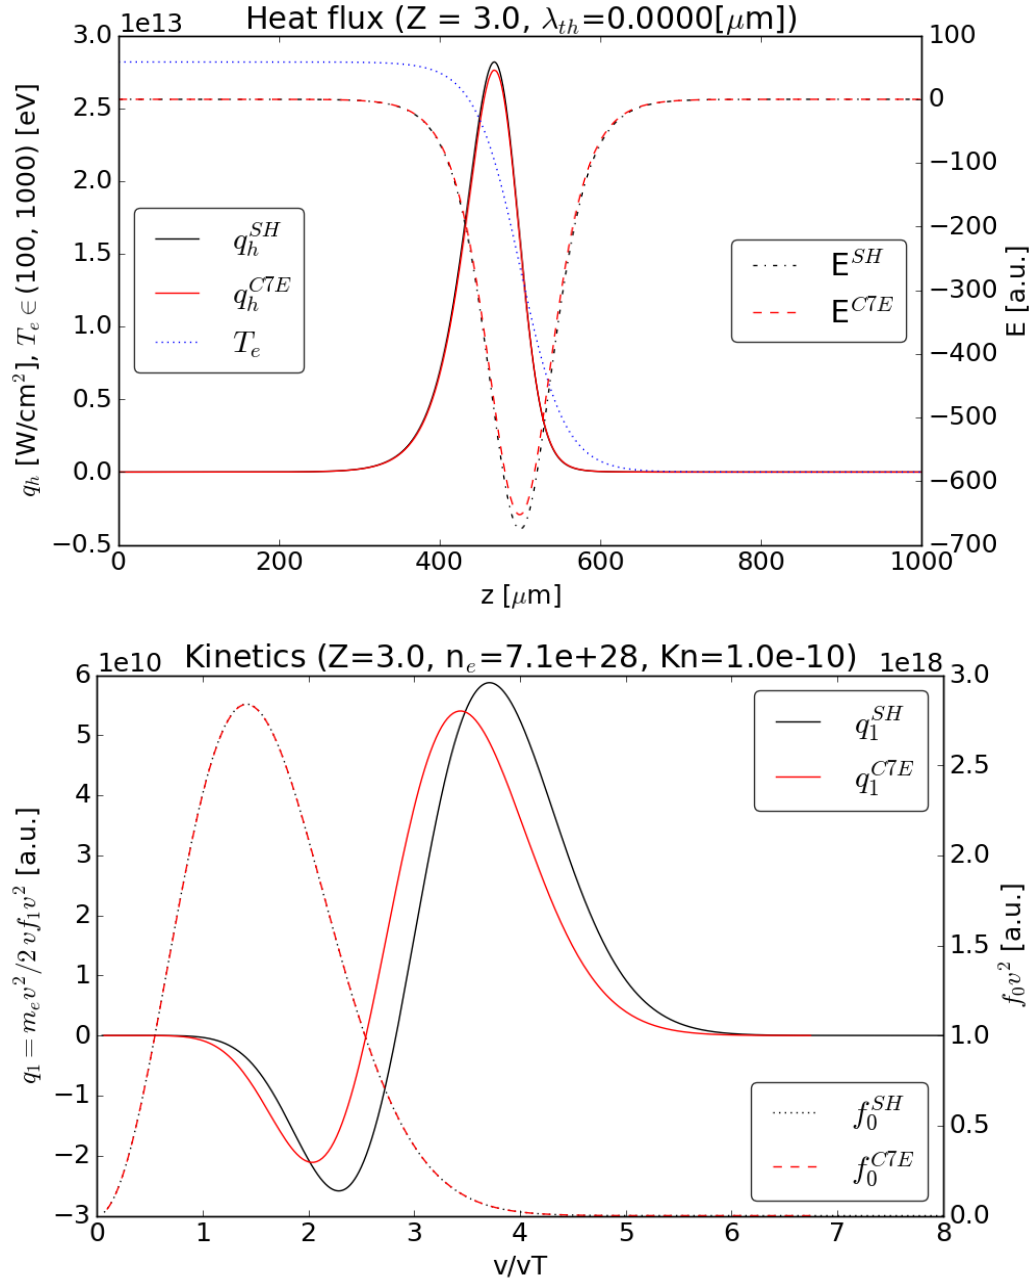 Heat flux (Z = 3.0, λ_th=0.0000[μm])
1e13
3.0
2.5
2.0
1.5
1.0
0.5
0.0
−0.5
q_h [W/cm²], T_e ∈ (100, 1000) [eV]
q_h^SH
q_h^C7E
T_e
E^SH
E^C7E
100
0
−100
−200
−300
−400
−500
−600
−700
E [a.u.]
0 200 400 600 800 1000
z [μm]
Kinetics (Z=3.0, n_e=7.1e+28, Kn=1.0e-10)
1e10
1e18
6
5
4
3
2
1
0
−1
−2
−3
q_1 = m_e v²/2 v f_1 v² [a.u.]
q_1^SH
q_1^C7E
f_0^SH
f_0^C7E
3.0
2.5
2.0
1.5
1.0
0.5
0.0
f_0 v² [a.u.]
0 1 2 3 4 5 6 7 8
v/vT